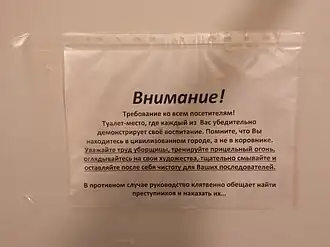 Внимание!
Требование ко всем посетителям!
Туалет-место, где каждый из Вас убедительно
демонстрирует своё воспитание. Помните, что Вы
находитесь в цивилизованном городе, а не в коровнике.
Уважайте труд уборщицы, тренируйте прицельный огонь,
оглядывайтесь на свои художества, тщательно смывайте и
оставляйте после себя чистоту для Ваших последователей.
В противном случае руководство клятвенно обещает найти
преступников и наказать их...